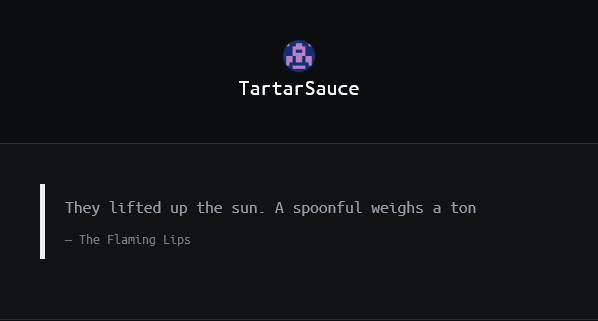 TartarSauce
They lifted up the sun. A spoonful weighs a ton
— The Flaming Lips